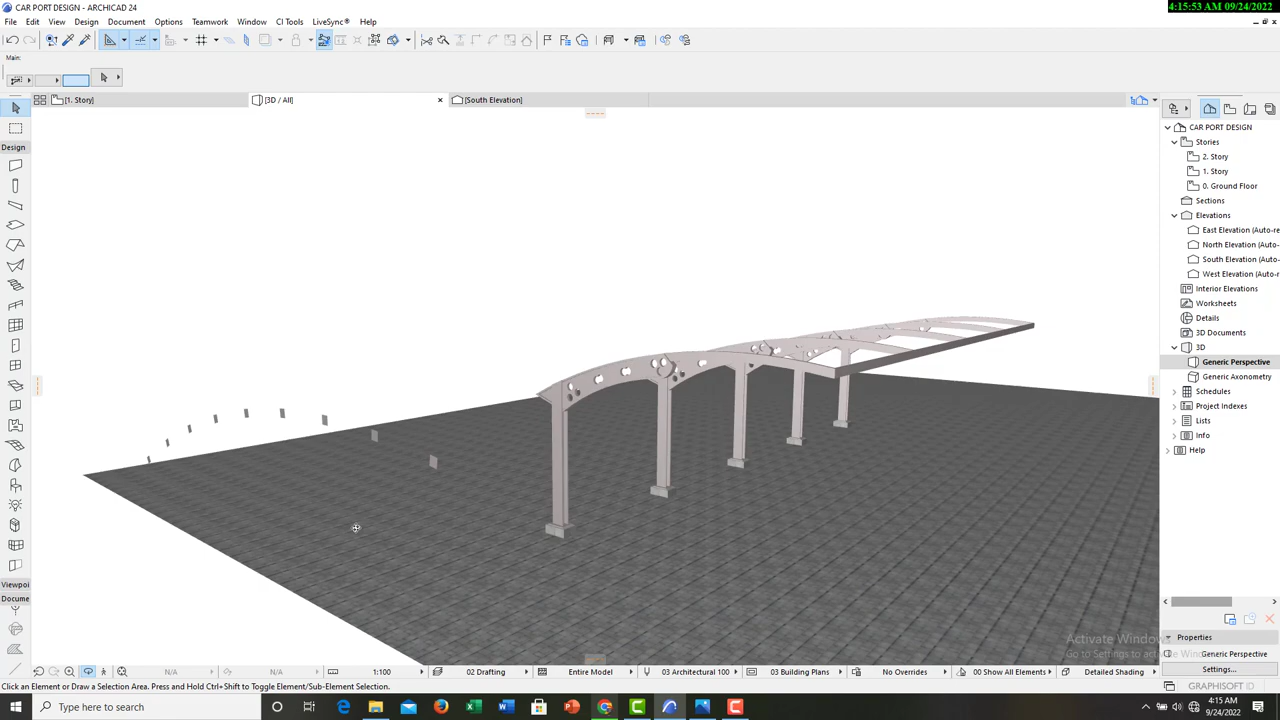 CAR PORT DESIGN - ARCHICAD 24
4:15:53 AM 09/24/2022
File Edit View Design Document Options Teamwork Window CI Tools LiveSync® Help
Main:
[1. Story]
[3D / All]
[South Elevation]
Design
CAR PORT DESIGN
Stories
2. Story
1. Story
0. Ground Floor
Sections
Elevations
East Elevation (Auto-re
North Elevation (Auto-
South Elevation (Auto-
West Elevation (Auto-r
Interior Elevations
Worksheets
Details
3D Documents
3D
Generic Perspective
Generic Axonometry
Schedules
Project Indexes
Lists
Info
Help
Viewpoi
Docume
Properties
Generic Perspective
Settings...
Activate Windows
Go to Settings to activate Windows.
N/A
N/A
1:100
02 Drafting
Entire Model
03 Architectural 100
03 Building Plans
No Overrides
00 Show All Elements
Detailed Shading
Click an Element or Draw a Selection Area. Press and Hold Ctrl+Shift to Toggle Element/Sub-Element Selection.
GRAPHISOFT
Type here to search
4:15 AM
9/24/2022